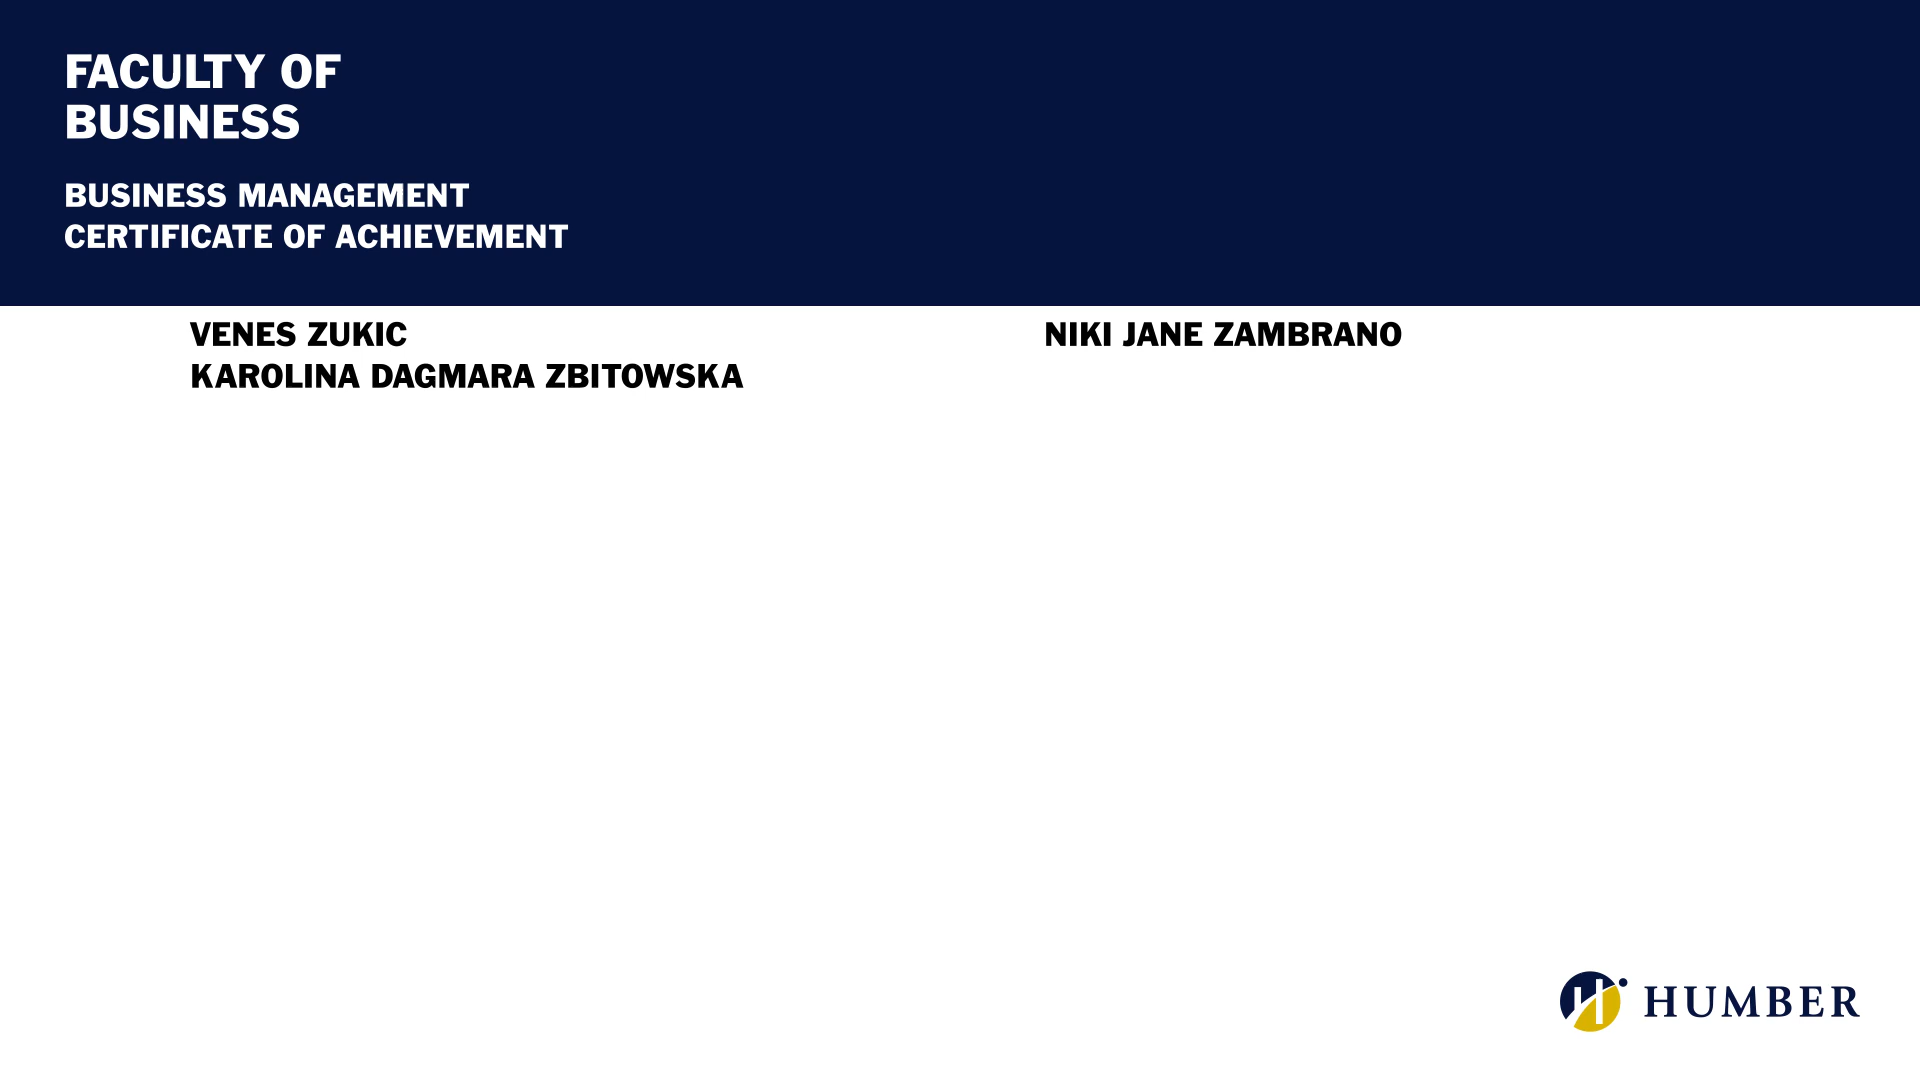 FACULTY OF
BUSINESS
BUSINESS MANAGEMENT
CERTIFICATE OF ACHIEVEMENT
VENES ZUKIC
KAROLINA DAGMARA ZBITOWSKA
NIKI JANE ZAMBRANO
HUMBER